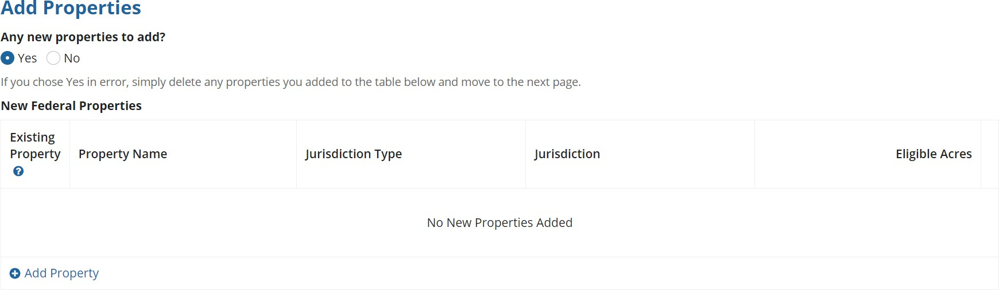 Add Properties
Any new properties to add?
Yes No
If you chose Yes in error, simply delete any properties you added to the table below and move to the next page.
New Federal Properties
Existing
Property
?
Property Name
Jurisdiction Type
Jurisdiction
Eligible Acres
No New Properties Added
Add Property